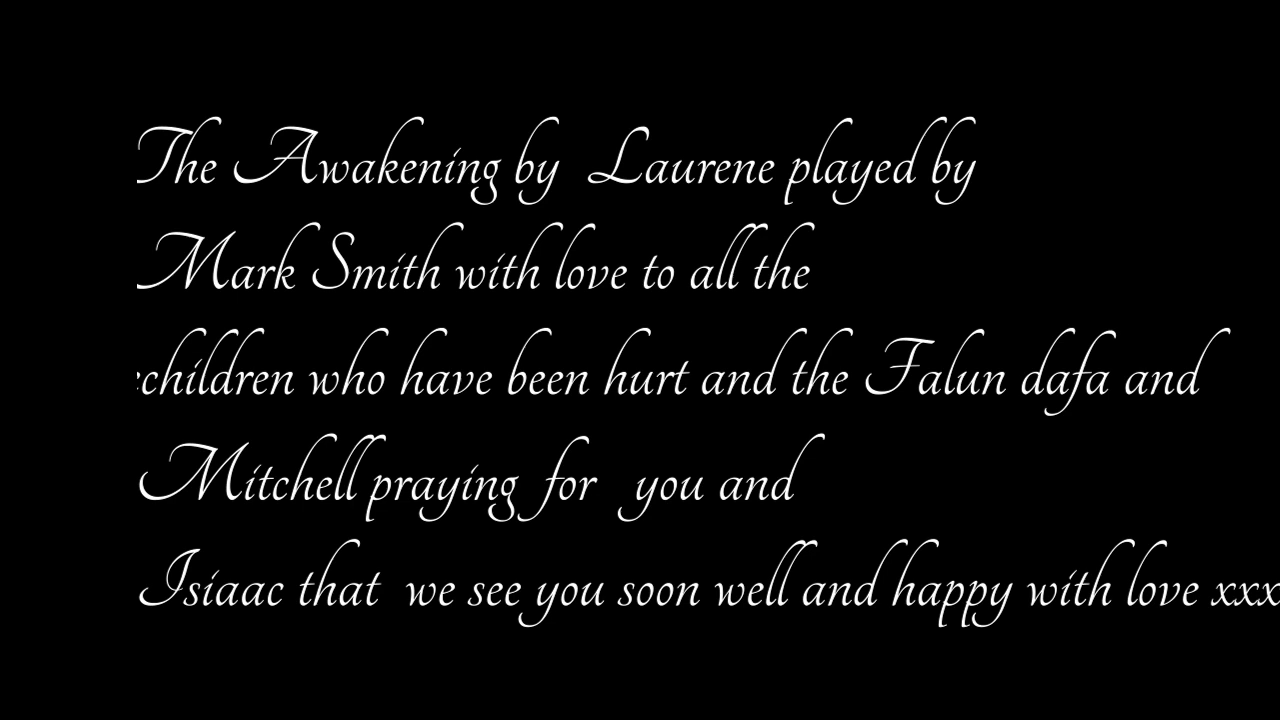 The Awakening by Laurene played by
Mark Smith with love to all the
children who have been hurt and the Falun dafa and
Mitchell praying for you and
Isiaac that we see you soon well and happy with love xxx